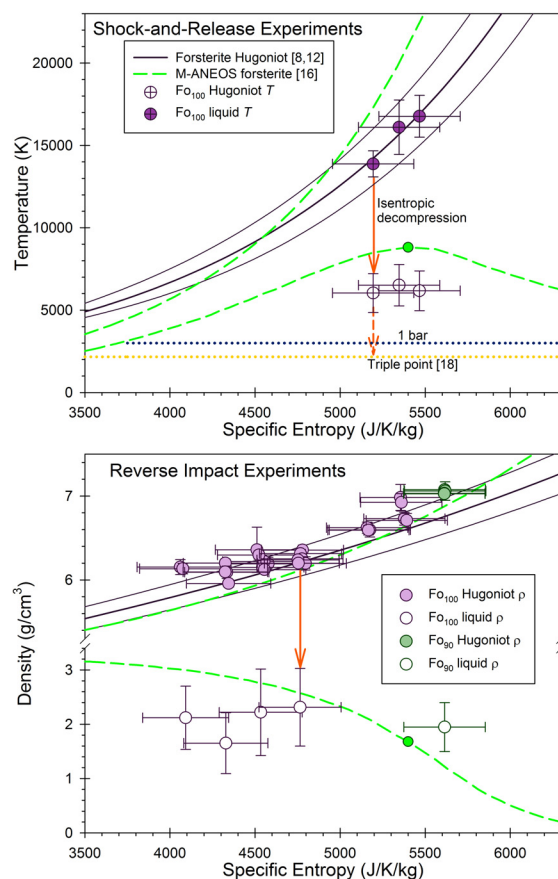 Shock-and-Release Experiments
Forsterite Hugoniot [8,12]
M-ANEOS forsterite [16]
Fo100 Hugoniot T
Fo100 liquid T
Isentropic
decompression
1 bar
Triple point [18]
Temperature (K)
20000
15000
10000
5000
0
3500 4000 4500 5000 5500 6000
Specific Entropy (J/K/kg)
Reverse Impact Experiments
Fo100 Hugoniot ρ
Fo100 liquid ρ
Fo90 Hugoniot ρ
Fo90 liquid ρ
Density (g/cm3)
7
6
3
2
1
0
3500 4000 4500 5000 5500 6000
Specific Entropy (J/K/kg)